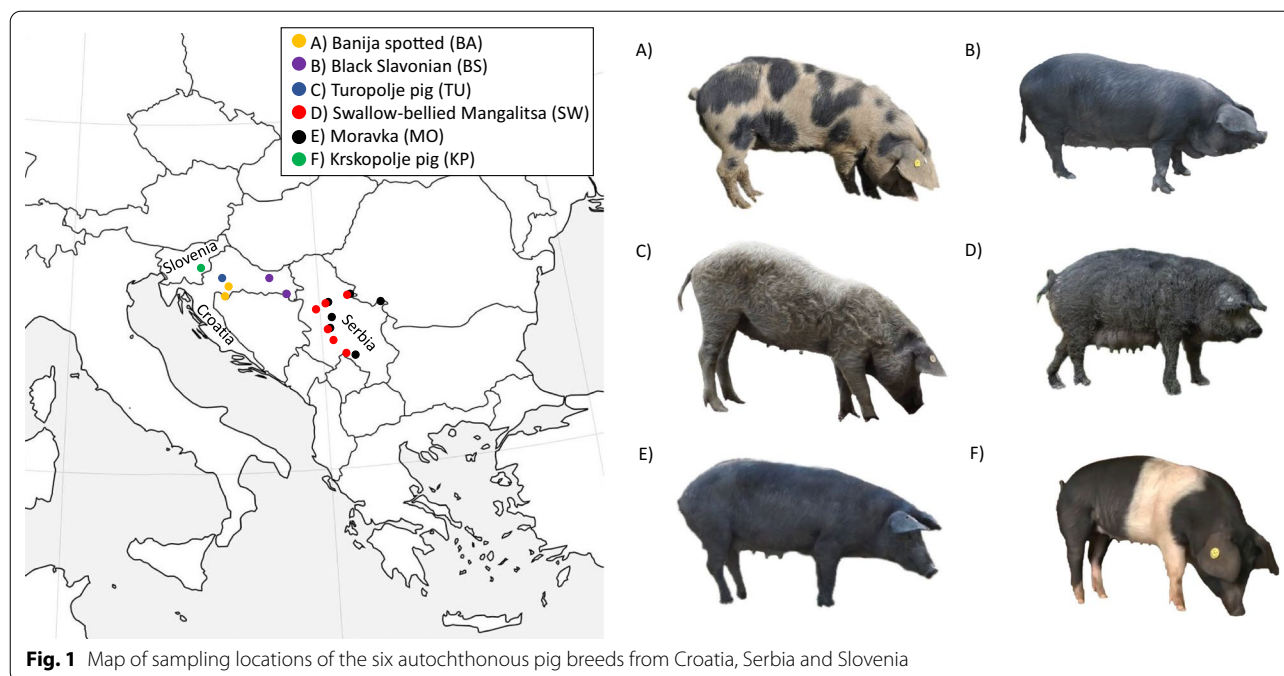 A) Banija spotted (BA)
B) Black Slavonian (BS)
C) Turopolje pig (TU)
D) Swallow-bellied Mangalitsa (SW)
E) Moravka (MO)
F) Krskopolje pig (KP)
Slovenia
Croatia
Serbia
A)
B)
C)
D)
E)
F)
Fig. 1 Map of sampling locations of the six autochthonous pig breeds from Croatia, Serbia and Slovenia